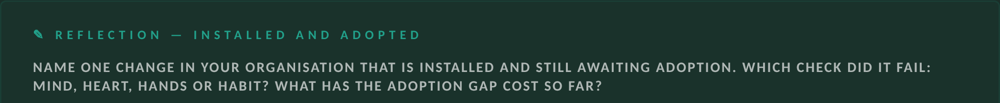 ✎ REFLECTION — INSTALLED AND ADOPTED
NAME ONE CHANGE IN YOUR ORGANISATION THAT IS INSTALLED AND STILL AWAITING ADOPTION. WHICH CHECK DID IT FAIL:
MIND, HEART, HANDS OR HABIT? WHAT HAS THE ADOPTION GAP COST SO FAR?